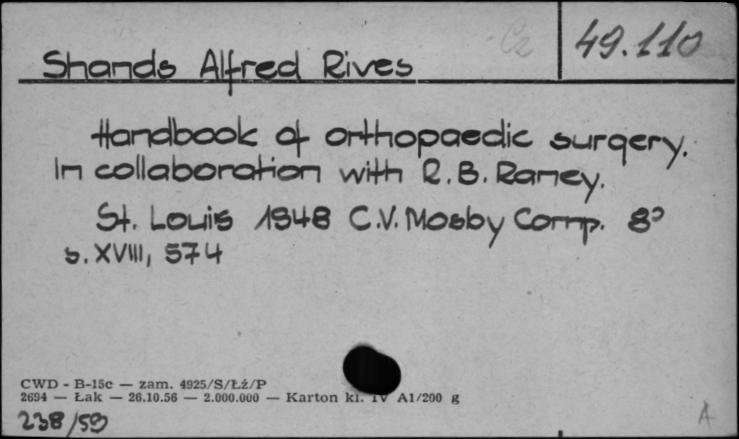 Cz
49.110
Shands Alfred Rives
Handbook of orthopaedic surgery.
In collaboration with R.B. Raney.
St. Louis 1948 C.V. Mosby Comp. 8°
s. XVIII, 574
CWD - B-15c — zam. 4925/S/Łż/P
2694 — Łak — 26.10.56 — 2.000.000 — Karton kl. IV A1/200 g
238/59
A